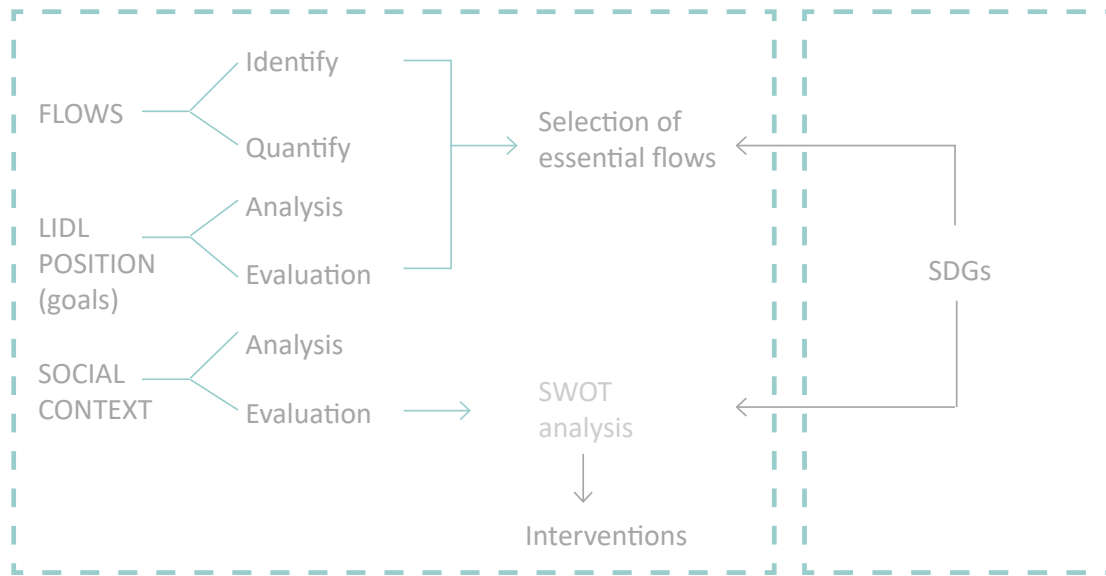 FLOWS
Identify
Quantify
LIDL
POSITION
(goals)
Analysis
Evaluation
SOCIAL
CONTEXT
Analysis
Evaluation
Selection of
essential flows
SWOT
analysis
Interventions
SDGs